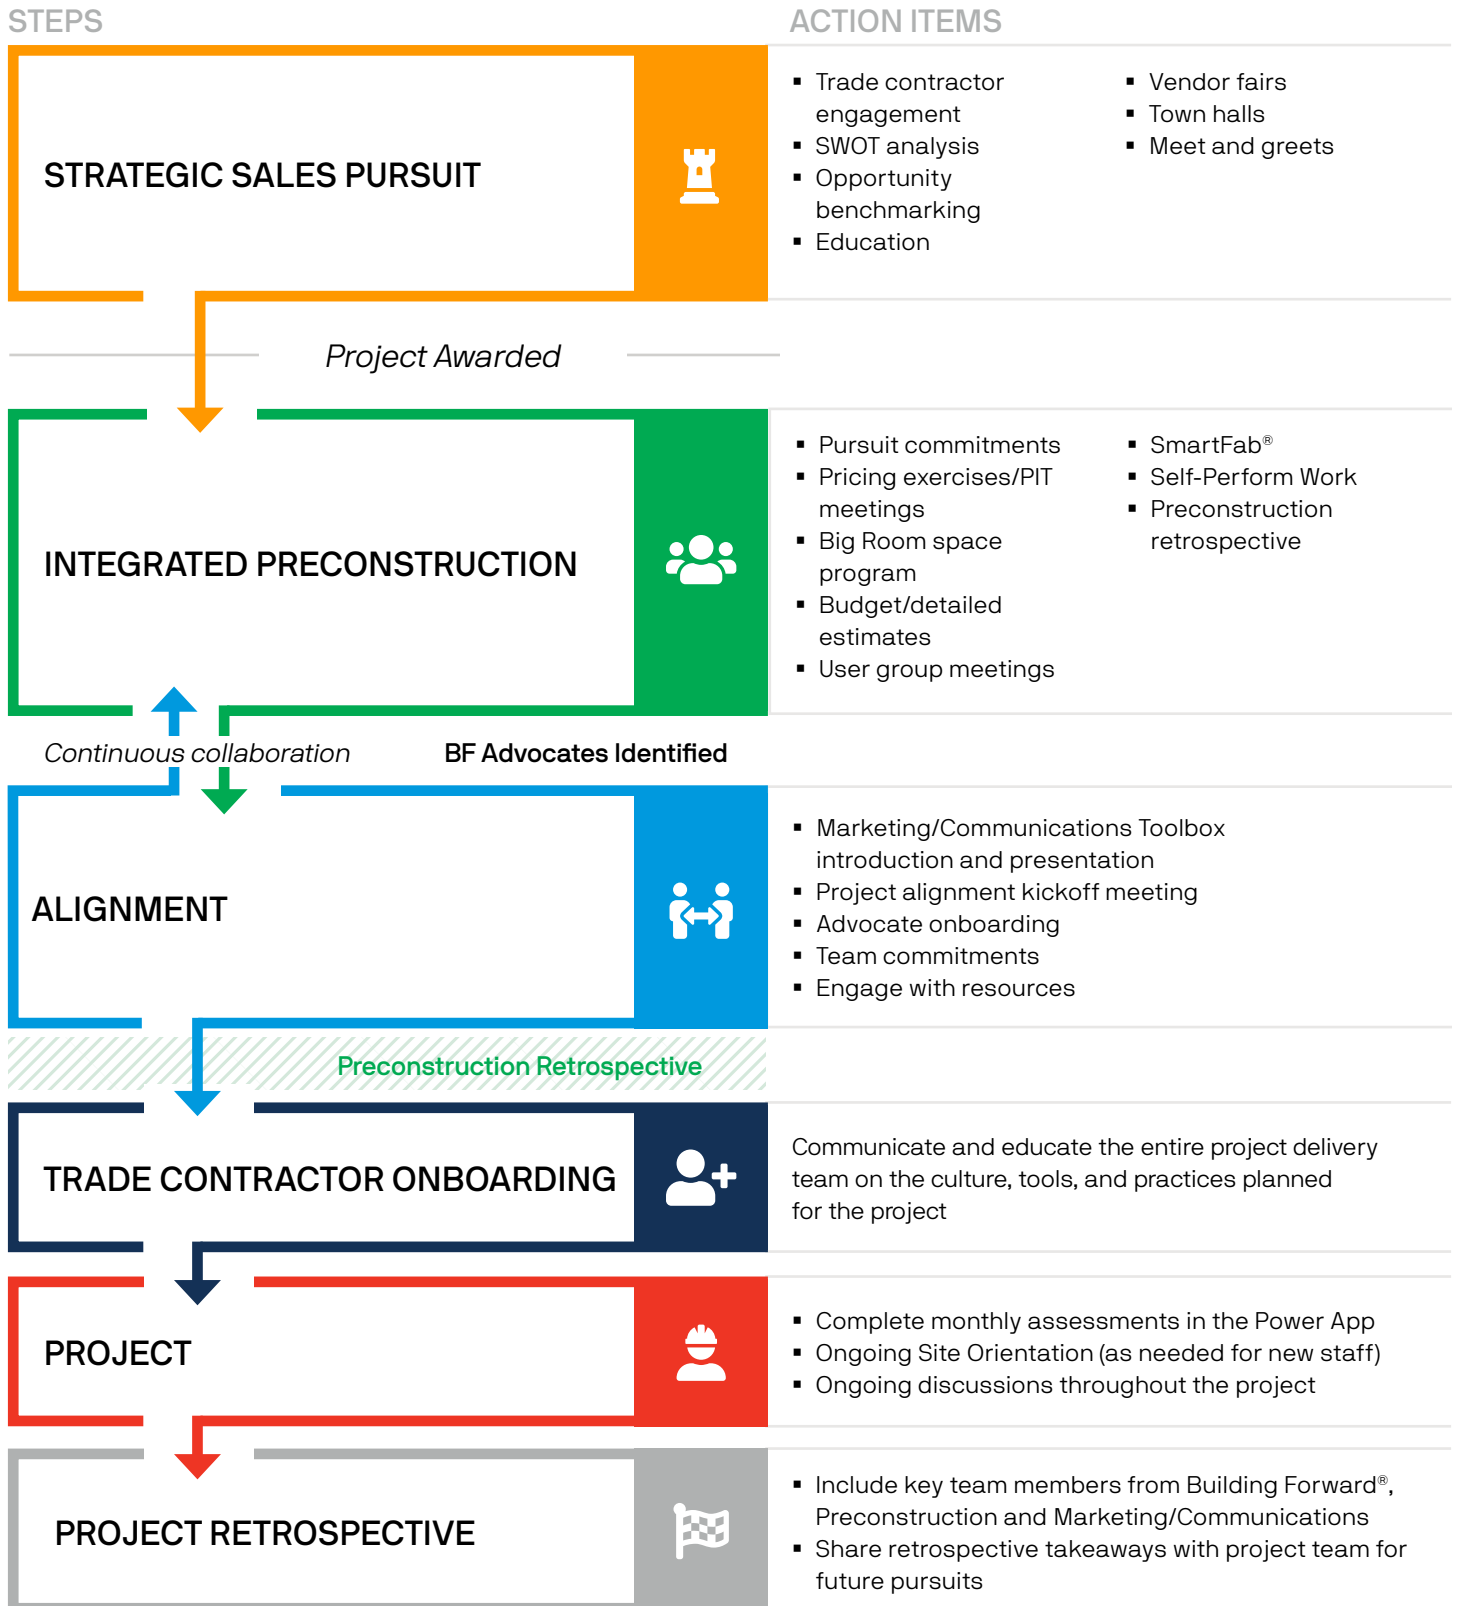 STEPS
ACTION ITEMS
STRATEGIC SALES PURSUIT
▪ Trade contractor
engagement
▪ SWOT analysis
▪ Opportunity
benchmarking
▪ Education
▪ Vendor fairs
▪ Town halls
▪ Meet and greets
Project Awarded
INTEGRATED PRECONSTRUCTION
▪ Pursuit commitments
▪ Pricing exercises/PIT
meetings
▪ Big Room space
program
▪ Budget/detailed
estimates
▪ User group meetings
▪ SmartFab®
▪ Self-Perform Work
▪ Preconstruction
retrospective
Continuous collaboration
BF Advocates Identified
ALIGNMENT
▪ Marketing/Communications Toolbox
introduction and presentation
▪ Project alignment kickoff meeting
▪ Advocate onboarding
▪ Team commitments
▪ Engage with resources
Preconstruction Retrospective
TRADE CONTRACTOR ONBOARDING
Communicate and educate the entire project delivery
team on the culture, tools, and practices planned
for the project
PROJECT
▪ Complete monthly assessments in the Power App
▪ Ongoing Site Orientation (as needed for new staff)
▪ Ongoing discussions throughout the project
PROJECT RETROSPECTIVE
▪ Include key team members from Building Forward®,
Preconstruction and Marketing/Communications
▪ Share retrospective takeaways with project team for
future pursuits